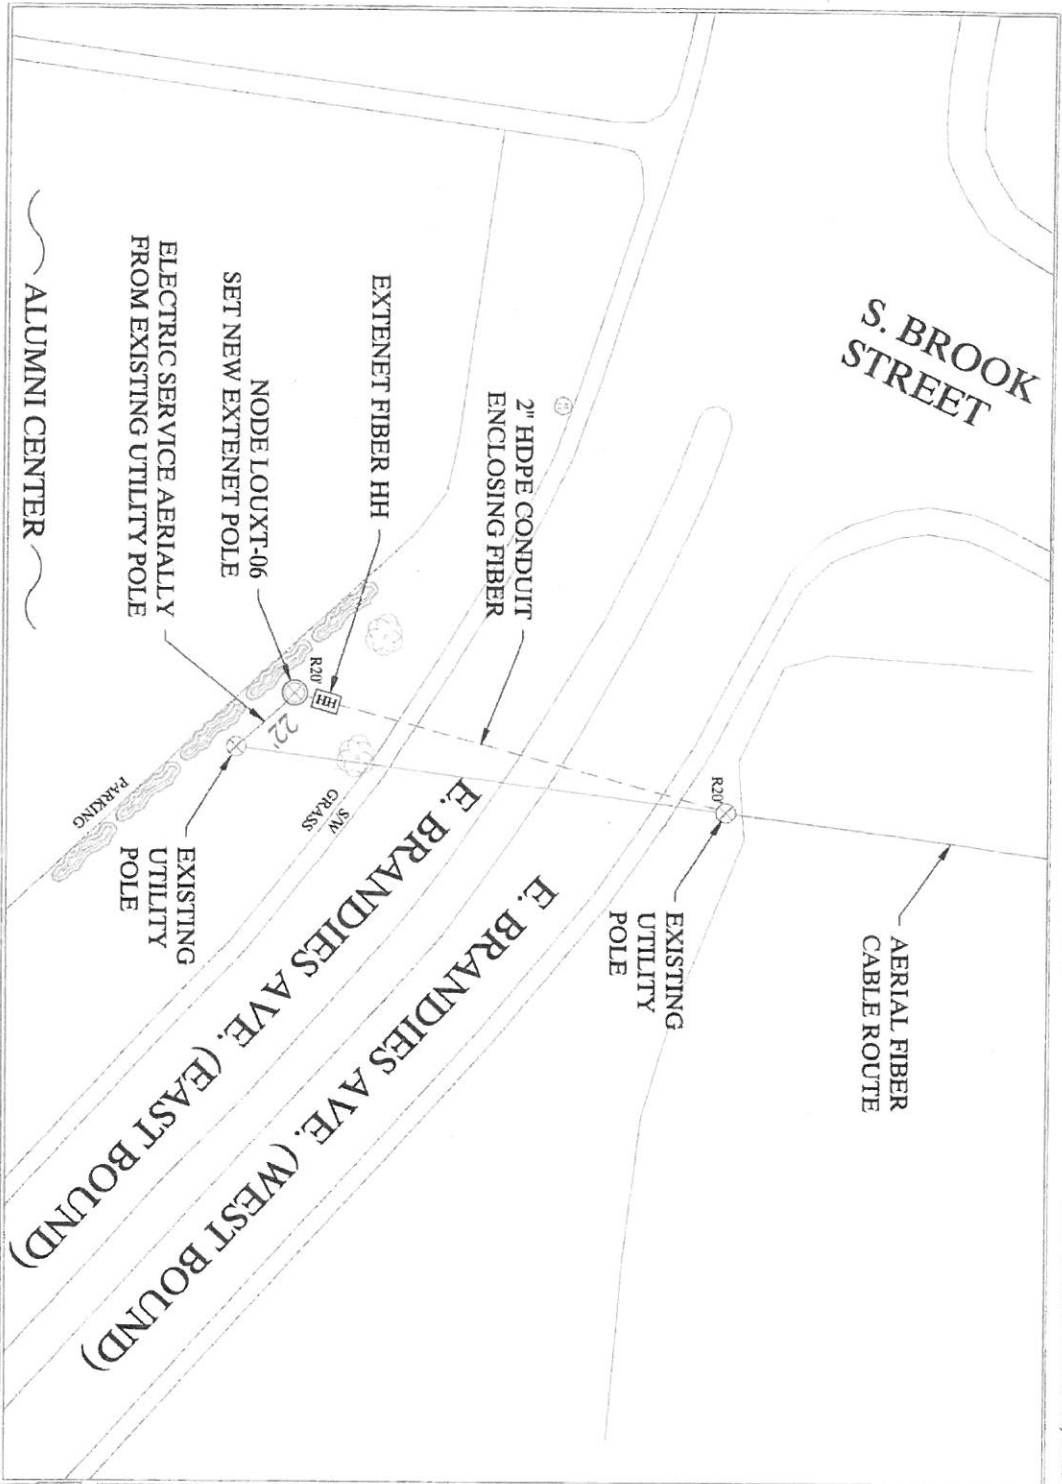 S. BROOK
STREET
AERIAL FIBER
CABLE ROUTE
2" HDPE CONDUIT
ENCLOSING FIBER
EXISTING
UTILITY
POLE
R20'
EXTENET FIBER HH
HH
R20'
NODE LOUXT-06
SET NEW EXTENET POLE
ELECTRIC SERVICE AERIALLY
FROM EXISTING UTILITY POLE
22'
S/W
GRASS
PARKING
EXISTING
UTILITY
POLE
E. BRANDIES AVE. (WEST BOUND)
E. BRANDIES AVE. (EAST BOUND)
ALUMNI CENTER